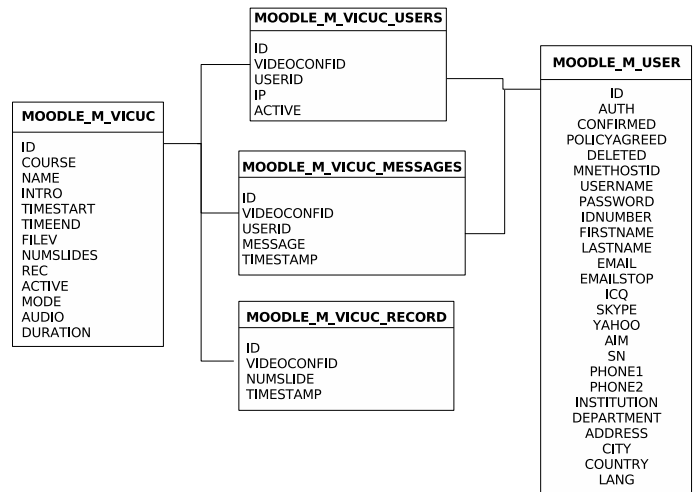 MOODLE_M_VICUC
ID
COURSE
NAME
INTRO
TIMESTART
TIMEEND
FILEV
NUMSLIDES
REC
ACTIVE
MODE
AUDIO
DURATION
MOODLE_M_VICUC_USERS
ID
VIDEOCONFID
USERID
IP
ACTIVE
MOODLE_M_VICUC_MESSAGES
ID
VIDEOCONFID
USERID
MESSAGE
TIMESTAMP
MOODLE_M_VICUC_RECORD
ID
VIDEOCONFID
NUMSLIDE
TIMESTAMP
MOODLE_M_USER
ID
AUTH
CONFIRMED
POLICYAGREED
DELETED
MNETHOSTID
USERNAME
PASSWORD
IDNUMBER
FIRSTNAME
LASTNAME
EMAIL
EMAILSTOP
ICQ
SKYPE
YAHOO
AIM
SN
PHONE1
PHONE2
INSTITUTION
DEPARTMENT
ADDRESS
CITY
COUNTRY
LANG